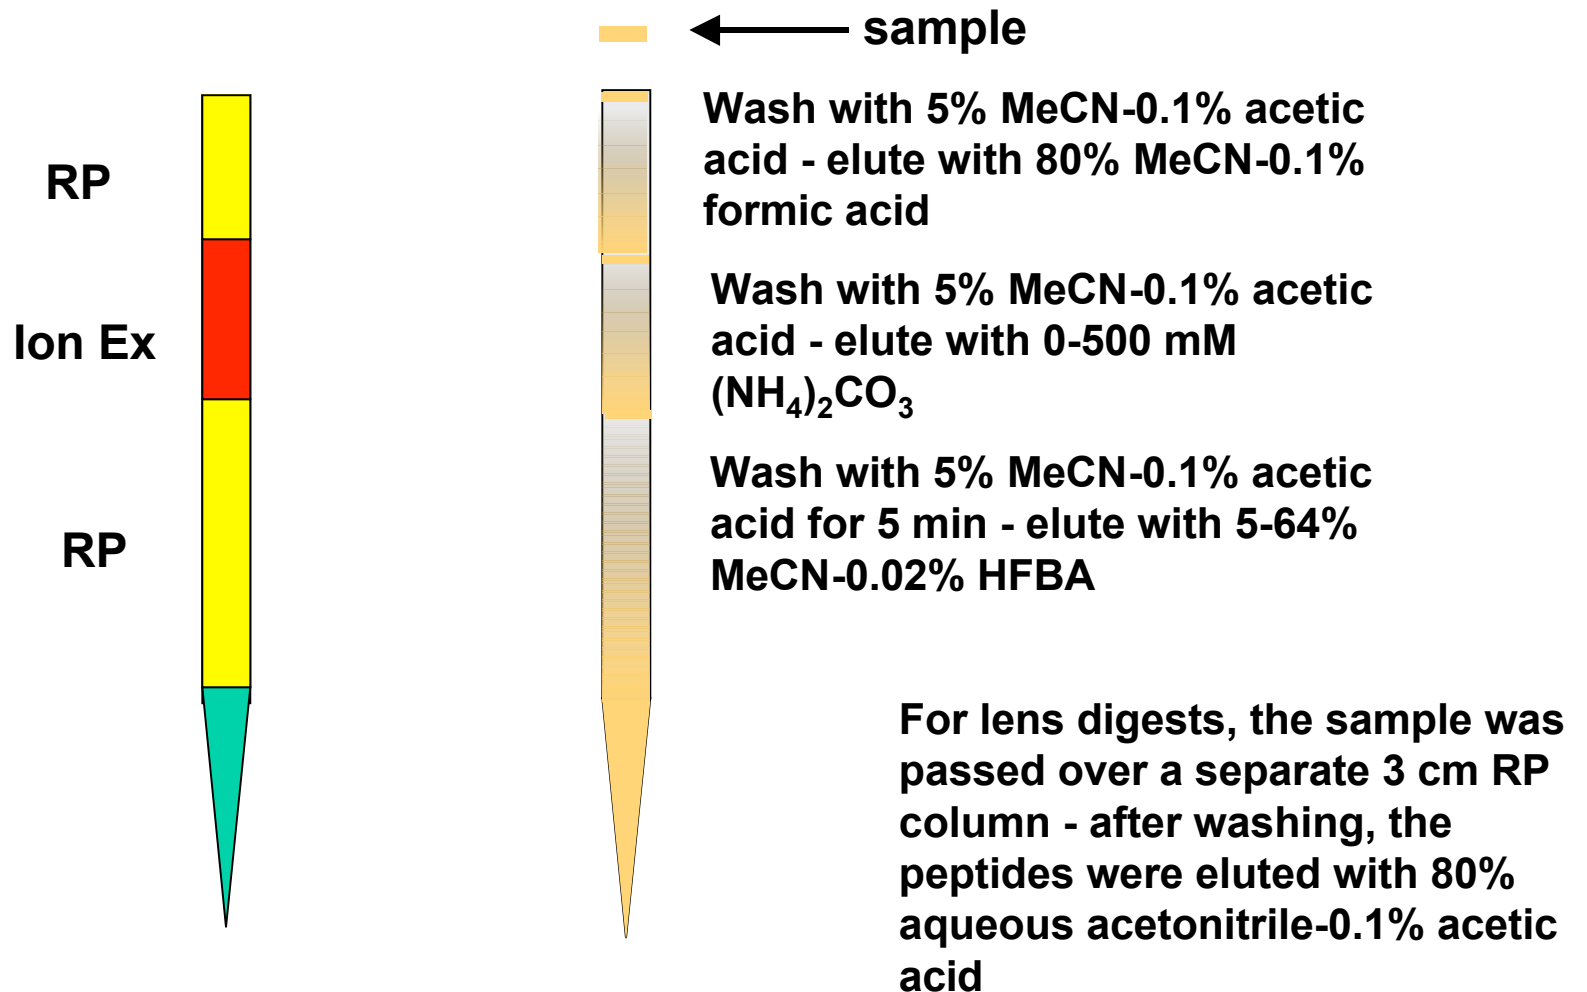 sample
RP
Wash with 5% MeCN-0.1% acetic
acid - elute with 80% MeCN-0.1%
formic acid
Ion Ex
Wash with 5% MeCN-0.1% acetic
acid - elute with 0-500 mM
(NH₄)₂CO₃
RP
Wash with 5% MeCN-0.1% acetic
acid for 5 min - elute with 5-64%
MeCN-0.02% HFBA
For lens digests, the sample was
passed over a separate 3 cm RP
column - after washing, the
peptides were eluted with 80%
aqueous acetonitrile-0.1% acetic
acid